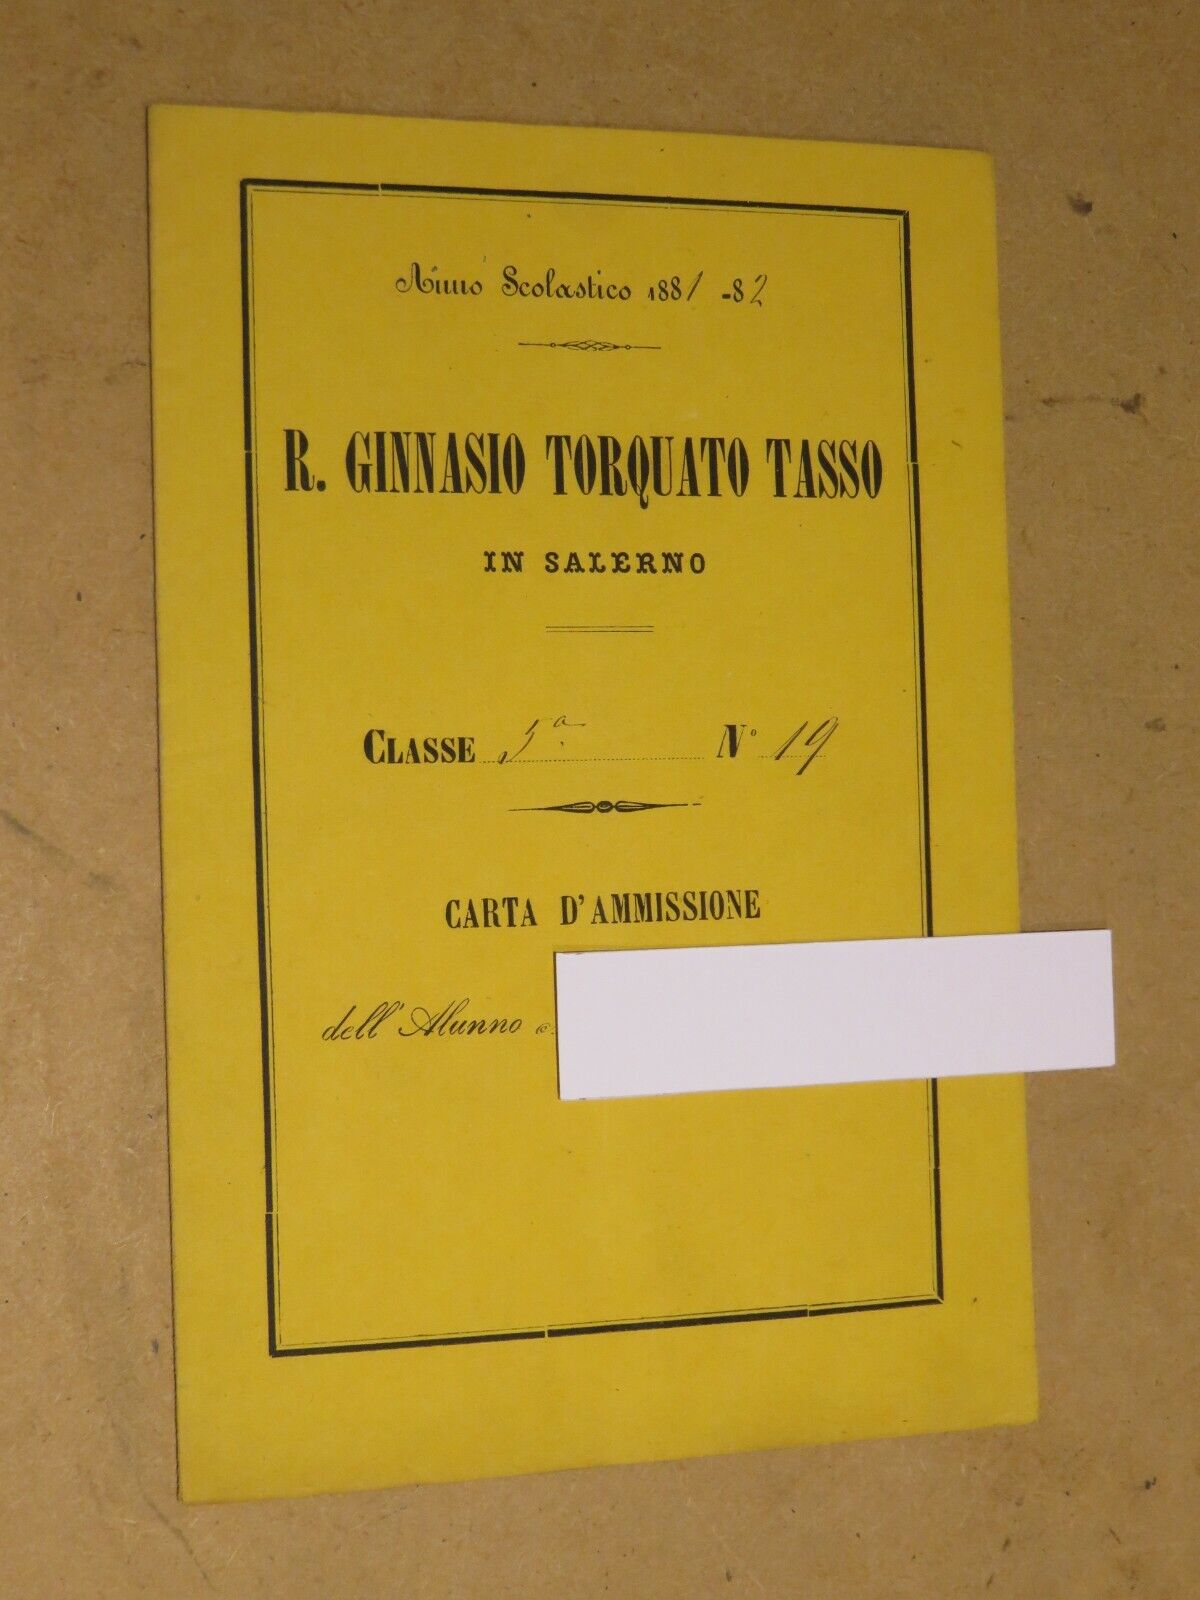 Anno Scolastico 1881-82
R. GINNASIO TORQUATO TASSO
IN SALERNO
CLASSE 5ª N° 19
CARTA D'AMMISSIONE
dell' Alunno